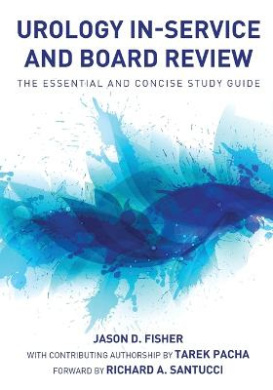 UROLOGY IN-SERVICE
AND BOARD REVIEW
THE ESSENTIAL AND CONCISE STUDY GUIDE
JASON D. FISHER
WITH CONTRIBUTING AUTHORSHIP BY TAREK PACHA
FORWARD BY RICHARD A. SANTUCCI